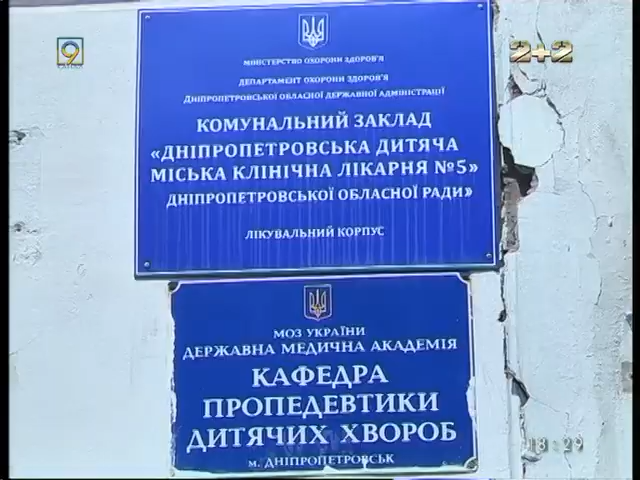 9
2+2
МІНІСТЕРСТВО ОХОРОНИ ЗДОРОВ'Я
ДЕПАРТАМЕНТ ОХОРОНИ ЗДОРОВ'Я
ДНІПРОПЕТРОВСЬКОЇ ОБЛАСНОЇ ДЕРЖАВНОЇ АДМІНІСТРАЦІЇ
КОМУНАЛЬНИЙ ЗАКЛАД
«ДНІПРОПЕТРОВСЬКА ДИТЯЧА
МІСЬКА КЛІНІЧНА ЛІКАРНЯ №5»
ДНІПРОПЕТРОВСЬКОЇ ОБЛАСНОЇ РАДИ»
ЛІКУВАЛЬНИЙ КОРПУС
МОЗ УКРАЇНИ
ДЕРЖАВНА МЕДИЧНА АКАДЕМІЯ
КАФЕДРА
ПРОПЕДЕВТИКИ
ДИТЯЧИХ ХВОРОБ
м. ДНІПРОПЕТРОВСЬК
18:29